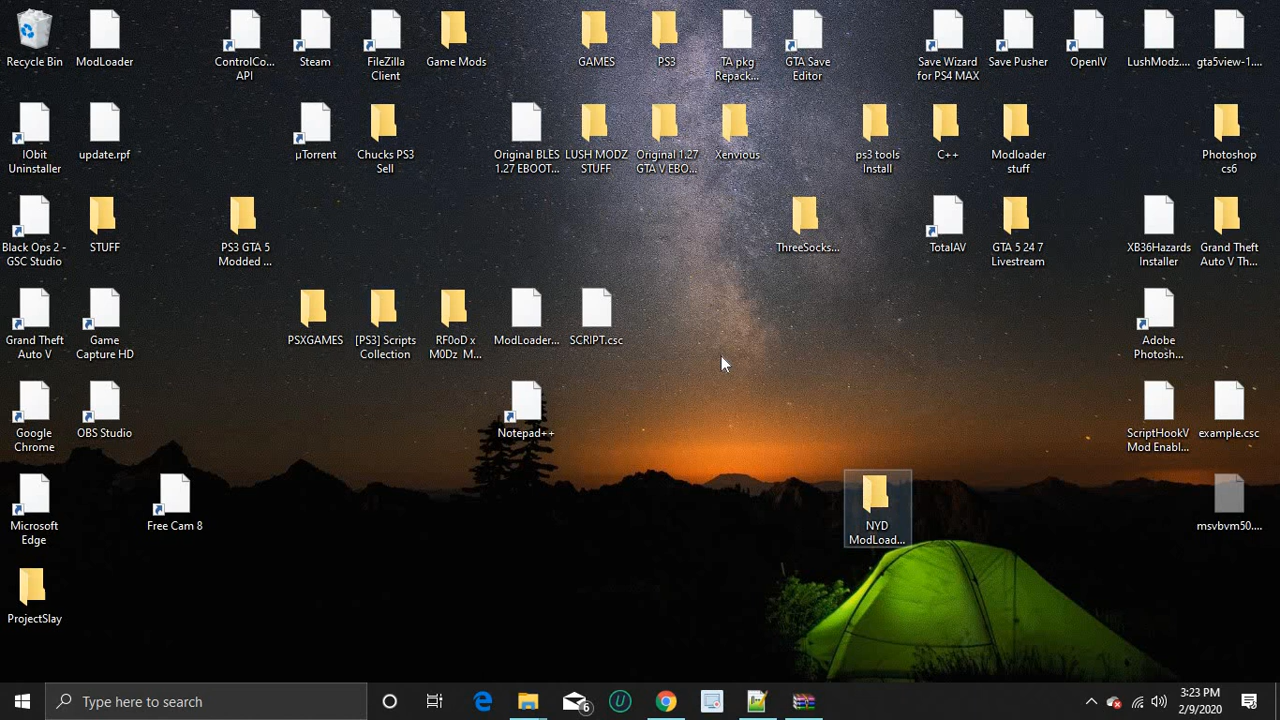 Recycle Bin
ModLoader
ControlCo...
API
Steam
FileZilla
Client
Game Mods
GAMES
PS3
TA pkg
Repack...
GTA Save
Editor
Save Wizard
for PS4 MAX
Save Pusher
OpenIV
LushModz....
gta5view-1....
IObit
Uninstaller
update.rpf
µTorrent
Chucks PS3
Sell
Original BLES
1.27 EBOOT...
LUSH MODZ
STUFF
Original 1.27
GTA V EBO...
Xenvious
ps3 tools
Install
C++
Modloader
stuff
Photoshop
cs6
Black Ops 2 -
GSC Studio
STUFF
PS3 GTA 5
Modded ...
ThreeSocks...
TotalAV
GTA 5 24 7
Livestream
XB36Hazards
Installer
Grand Theft
Auto V Th...
Grand Theft
Auto V
Game
Capture HD
PSXGAMES
[PS3] Scripts
Collection
RF0oD x
M0Dz M...
ModLoader...
SCRIPT.csc
Adobe
Photosh...
Google
Chrome
OBS Studio
Notepad++
ScriptHookV
Mod Enabl...
example.csc
Microsoft
Edge
Free Cam 8
NYD
ModLoad...
msvbvm50....
ProjectSlay
Type here to search
6
3:23 PM
2/9/2020